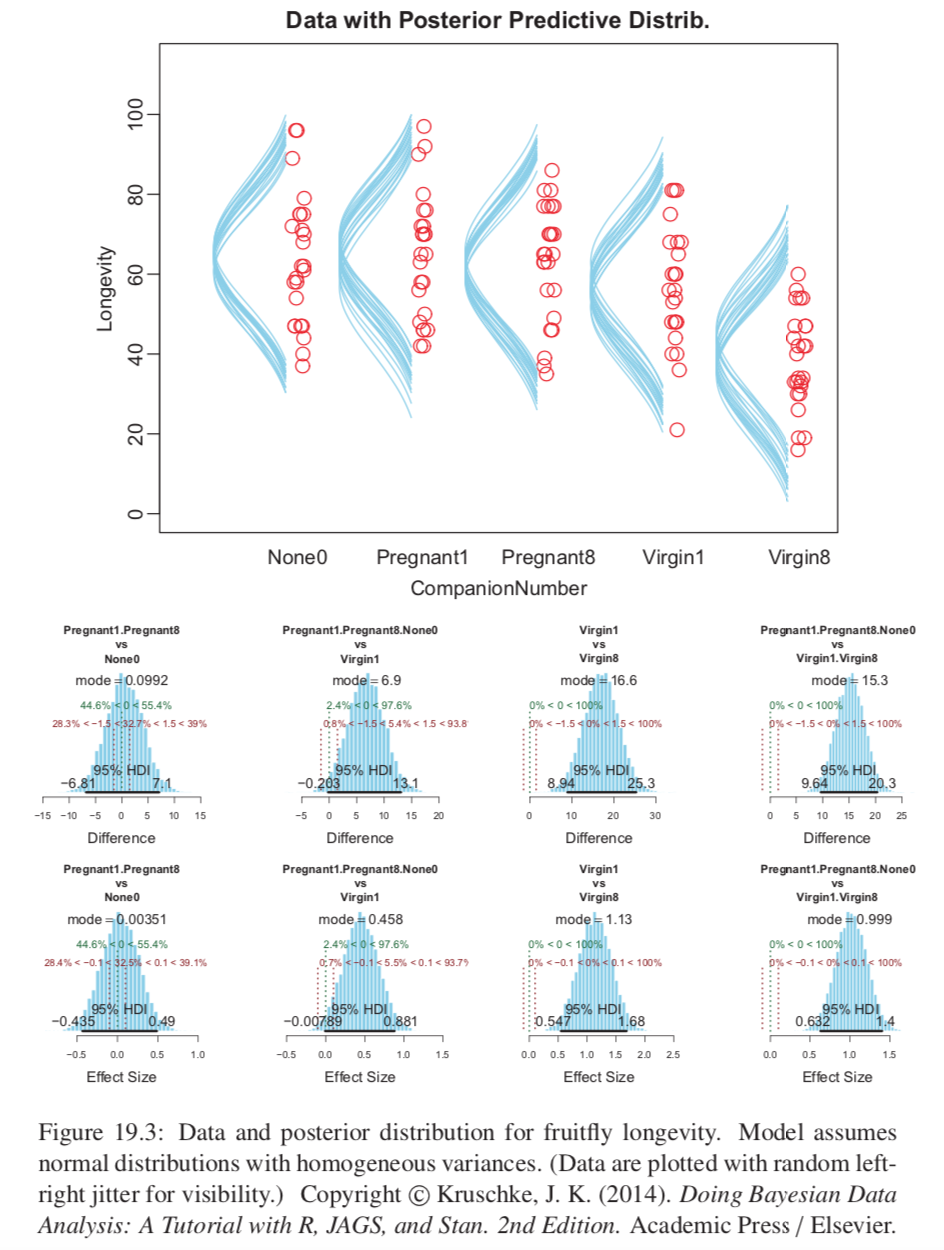 Data with Posterior Predictive Distrib.
100
80
60
40
20
0
Longevity
None0 Pregnant1 Pregnant8 Virgin1 Virgin8
CompanionNumber
Pregnant1.Pregnant8
vs
None0
mode = 0.0992
44.6% < 0 < 55.4%
28.3% < −1.5 < 32.7% < 1.5 < 39%
95% HDI
−6.81 7.1
−15 −10 −5 0 5 10 15
Difference
Pregnant1.Pregnant8.None0
vs
Virgin1
mode = 6.9
2.4% < 0 < 97.6%
0.8% < −1.5 < 5.4% < 1.5 < 93.8
95% HDI
−0.203 13.1
−5 0 5 10 15 20
Difference
Virgin1
vs
Virgin8
mode = 16.6
0% < 0 < 100%
0% < −1.5 < 0% < 1.5 < 100%
95% HDI
8.94 25.3
0 10 20 30
Difference
Pregnant1.Pregnant8.None0
vs
Virgin1.Virgin8
mode = 15.3
0% < 0 < 100%
0% < −1.5 < 0% < 1.5 < 100%
95% HDI
9.64 20.3
0 5 10 15 20 25
Difference
Pregnant1.Pregnant8
vs
None0
mode = 0.00351
44.6% < 0 < 55.4%
28.4% < −0.1 < 32.5% < 0.1 < 39.1%
95% HDI
−0.435 0.49
−0.5 0.0 0.5 1.0
Effect Size
Pregnant1.Pregnant8.None0
vs
Virgin1
mode = 0.458
2.4% < 0 < 97.6%
0.7% < −0.1 < 5.5% < 0.1 < 93.7%
95% HDI
−0.00789 0.881
−0.5 0.0 0.5 1.0 1.5
Effect Size
Virgin1
vs
Virgin8
mode = 1.13
0% < 0 < 100%
0% < −0.1 < 0% < 0.1 < 100%
95% HDI
0.547 1.68
0.0 0.5 1.0 1.5 2.0 2.5
Effect Size
Pregnant1.Pregnant8.None0
vs
Virgin1.Virgin8
mode = 0.999
0% < 0 < 100%
0% < −0.1 < 0% < 0.1 < 100%
95% HDI
0.632 1.4
0.0 0.5 1.0 1.5
Effect Size
Figure 19.3: Data and posterior distribution for fruitfly longevity. Model assumes
normal distributions with homogeneous variances. (Data are plotted with random left-
right jitter for visibility.) Copyright © Kruschke, J. K. (2014). Doing Bayesian Data
Analysis: A Tutorial with R, JAGS, and Stan. 2nd Edition. Academic Press / Elsevier.